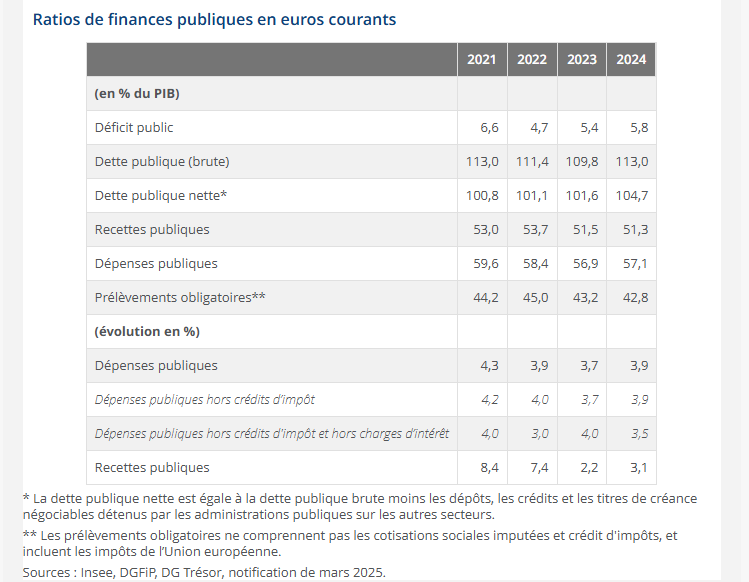 Ratios de finances publiques en euros courants
2021 2022 2023 2024
(en % du PIB)
Déficit public 6,6 4,7 5,4 5,8
Dette publique (brute) 113,0 111,4 109,8 113,0
Dette publique nette* 100,8 101,1 101,6 104,7
Recettes publiques 53,0 53,7 51,5 51,3
Dépenses publiques 59,6 58,4 56,9 57,1
Prélèvements obligatoires** 44,2 45,0 43,2 42,8
(évolution en %)
Dépenses publiques 4,3 3,9 3,7 3,9
Dépenses publiques hors crédits d'impôt 4,2 4,0 3,7 3,9
Dépenses publiques hors crédits d'impôt et hors charges d'intérêt 4,0 3,0 4,0 3,5
Recettes publiques 8,4 7,4 2,2 3,1
* La dette publique nette est égale à la dette publique brute moins les dépôts, les crédits et les titres de créance
négociables détenus par les administrations publiques sur les autres secteurs.
** Les prélèvements obligatoires ne comprennent pas les cotisations sociales imputées et crédit d'impôts, et
incluent les impôts de l’Union européenne.
Sources : Insee, DGFiP, DG Trésor, notification de mars 2025.